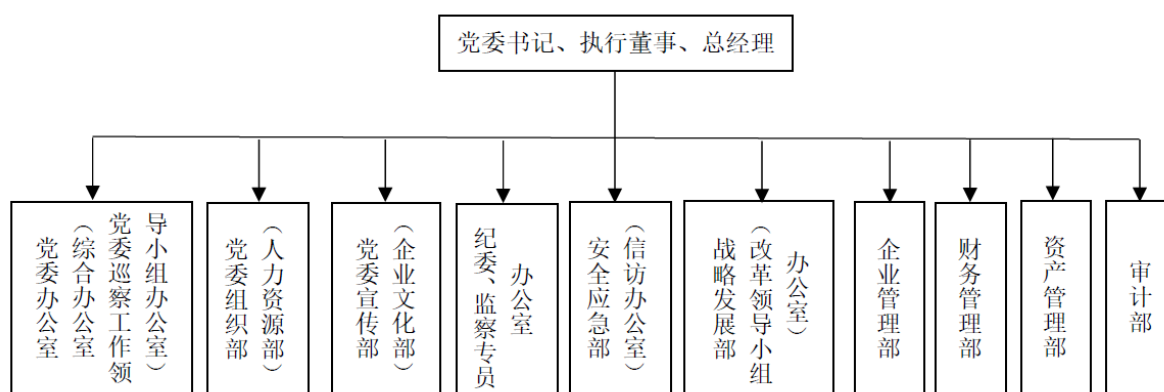 党委书记、执行董事、总经理
党委办公室
（综合办公室
党委巡察工作领
导小组办公室）
党委组织部
（人力资源部）
党委宣传部
（企业文化部）
纪委、监察专员
办公室
安全应急部
（信访办公室）
战略发展部
（改革领导小组
办公室）
企业管理部
财务管理部
资产管理部
审计部